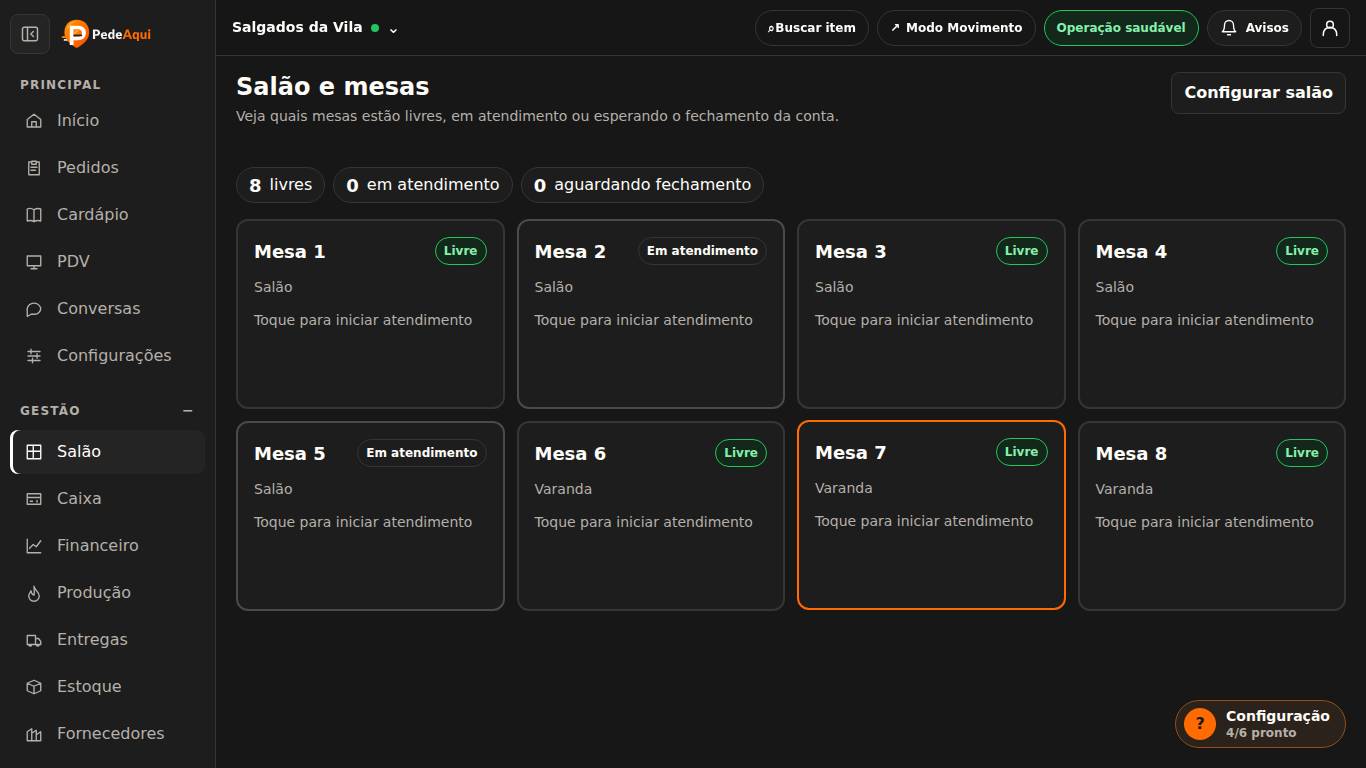 PedeAqui
PRINCIPAL
Início
Pedidos
Cardápio
PDV
Conversas
Configurações
GESTÃO −
Salão
Caixa
Financeiro
Produção
Entregas
Estoque
Fornecedores
Salgados da Vila
Buscar item
↗ Modo Movimento
Operação saudável
Avisos
Salão e mesas
Configurar salão
Veja quais mesas estão livres, em atendimento ou esperando o fechamento da conta.
8 livres
0 em atendimento
0 aguardando fechamento
Mesa 1 Livre
Salão
Toque para iniciar atendimento
Mesa 2 Em atendimento
Salão
Toque para iniciar atendimento
Mesa 3 Livre
Salão
Toque para iniciar atendimento
Mesa 4 Livre
Salão
Toque para iniciar atendimento
Mesa 5 Em atendimento
Salão
Toque para iniciar atendimento
Mesa 6 Livre
Varanda
Toque para iniciar atendimento
Mesa 7 Livre
Varanda
Toque para iniciar atendimento
Mesa 8 Livre
Varanda
Toque para iniciar atendimento
? Configuração
4/6 pronto